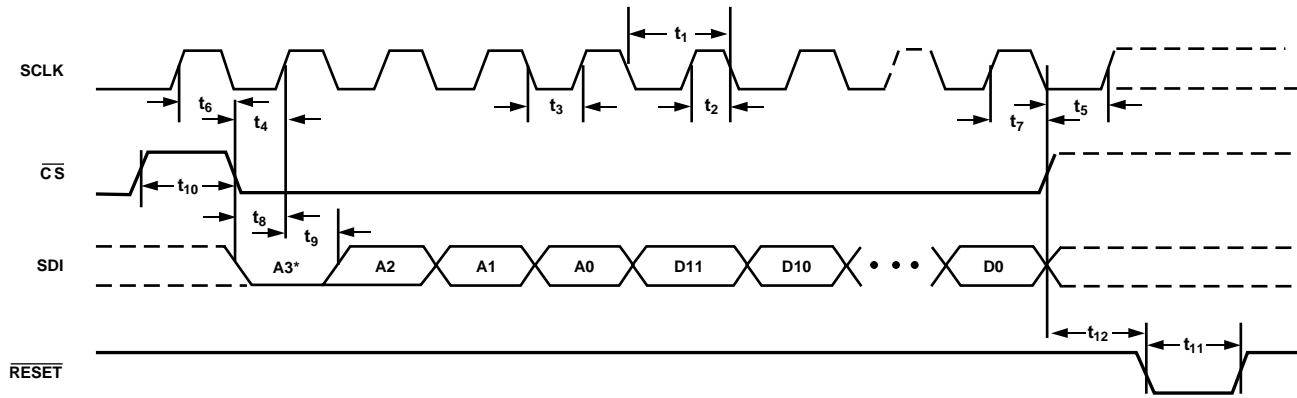 t1
SCLK
t6
t3
t2
t5
t4
t7
CS
t10
t8
t9
SDI
A3*
A2
A1
A0
D11
D10
• • •
D0
t12
t11
RESET